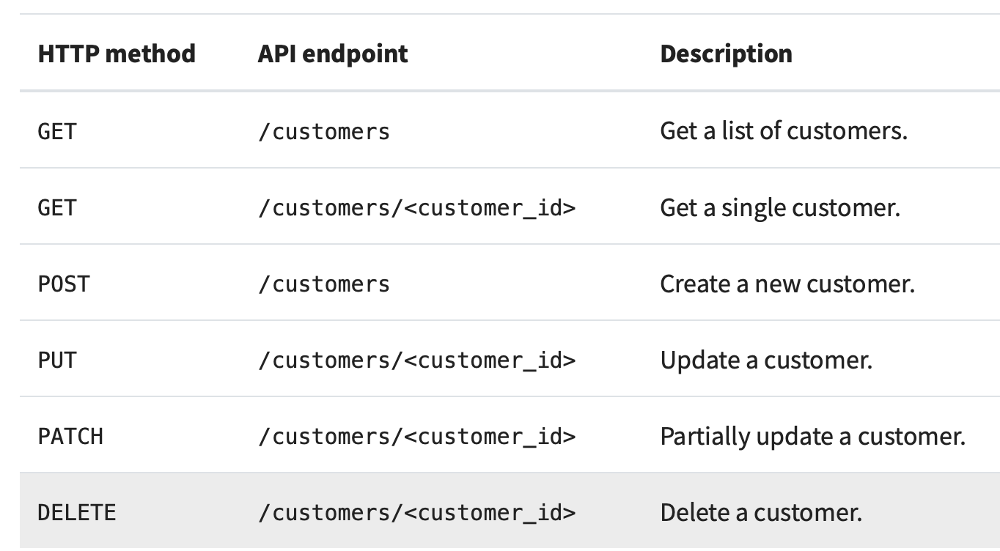 HTTP method API endpoint Description
GET /customers Get a list of customers.
GET /customers/<customer_id> Get a single customer.
POST /customers Create a new customer.
PUT /customers/<customer_id> Update a customer.
PATCH /customers/<customer_id> Partially update a customer.
DELETE /customers/<customer_id> Delete a customer.